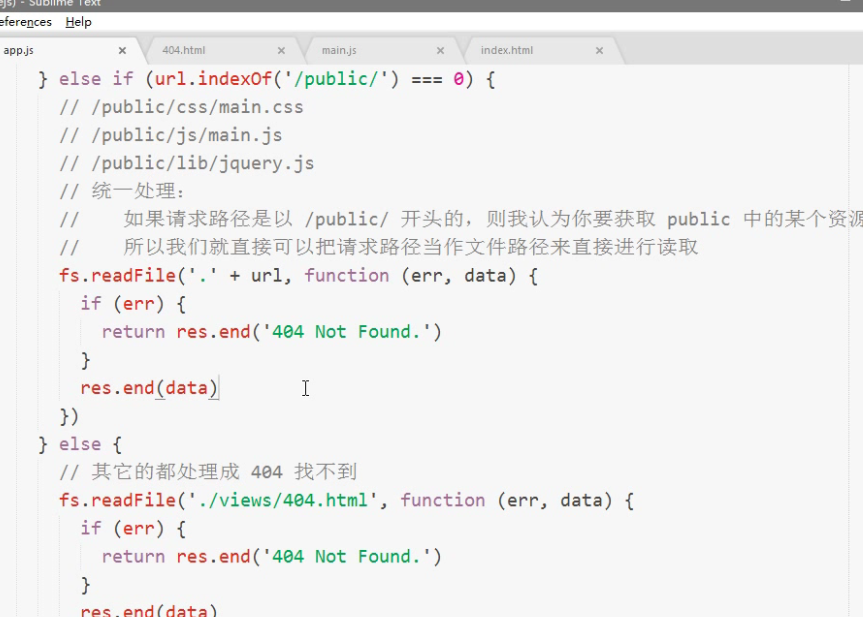 ejs) - Sublime Text
eferences Help
app.js × 404.html × main.js × index.html ×
} else if (url.indexOf('/public/') === 0) {
// /public/css/main.css
// /public/js/main.js
// /public/lib/jquery.js
// 统一处理：
// 如果请求路径是以 /public/ 开头的，则我认为你要获取 public 中的某个资源
// 所以我们就直接可以把请求路径当作文件路径来直接进行读取
fs.readFile('.' + url, function (err, data) {
if (err) {
return res.end('404 Not Found.')
}
res.end(data)
})
} else {
// 其它的都处理成 404 找不到
fs.readFile('./views/404.html', function (err, data) {
if (err) {
return res.end('404 Not Found.')
}
res.end(data)